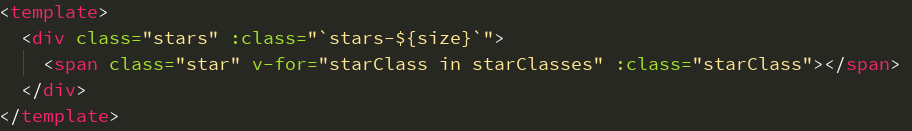 <template>
  <div class="stars" :class="`stars-${size}`">
    <span class="star" v-for="starClass in starClasses" :class="starClass"></span>
  </div>
</template>